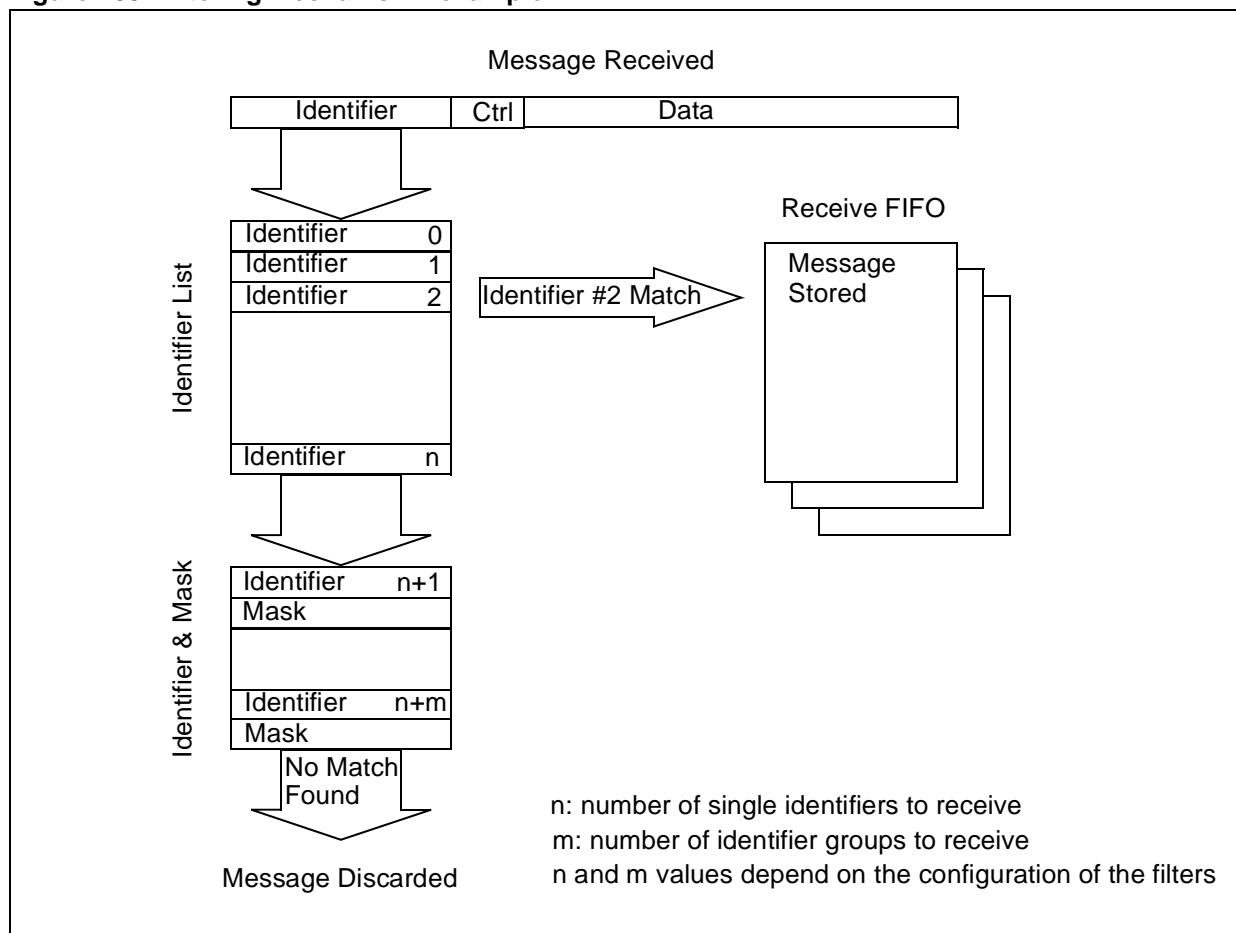 Message Received
Identifier Ctrl Data
Identifier List
Identifier 0
Identifier 1
Identifier 2
Identifier n
Identifier #2 Match
Receive FIFO
Message
Stored
Identifier & Mask
Identifier n+1
Mask
Identifier n+m
Mask
No Match
Found
Message Discarded
n: number of single identifiers to receive
m: number of identifier groups to receive
n and m values depend on the configuration of the filters